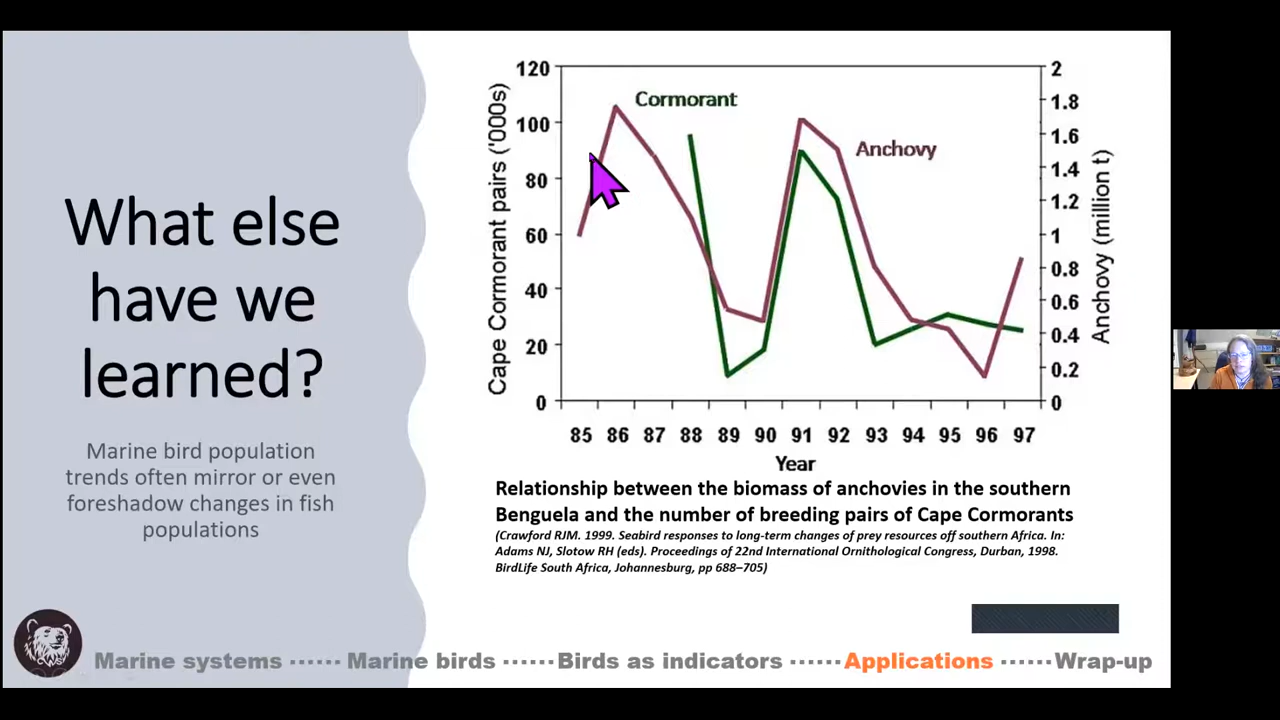 What else
have we
learned?
Marine bird population
trends often mirror or even
foreshadow changes in fish
populations
Cape Cormorant pairs ('000s)
120
100
80
60
40
20
0
Cormorant
Anchovy
2
1.8
1.6
1.4
1.2
1
0.8
0.6
0.4
0.2
0
Anchovy (million t)
85 86 87 88 89 90 91 92 93 94 95 96 97
Year
Relationship between the biomass of anchovies in the southern
Benguela and the number of breeding pairs of Cape Cormorants
(Crawford RJM. 1999. Seabird responses to long-term changes of prey resources off southern Africa. In:
Adams NJ, Slotow RH (eds). Proceedings of 22nd International Ornithological Congress, Durban, 1998.
BirdLife South Africa, Johannesburg, pp 688–705)
Marine systems ...... Marine birds ...... Birds as indicators ...... Applications ...... Wrap-up